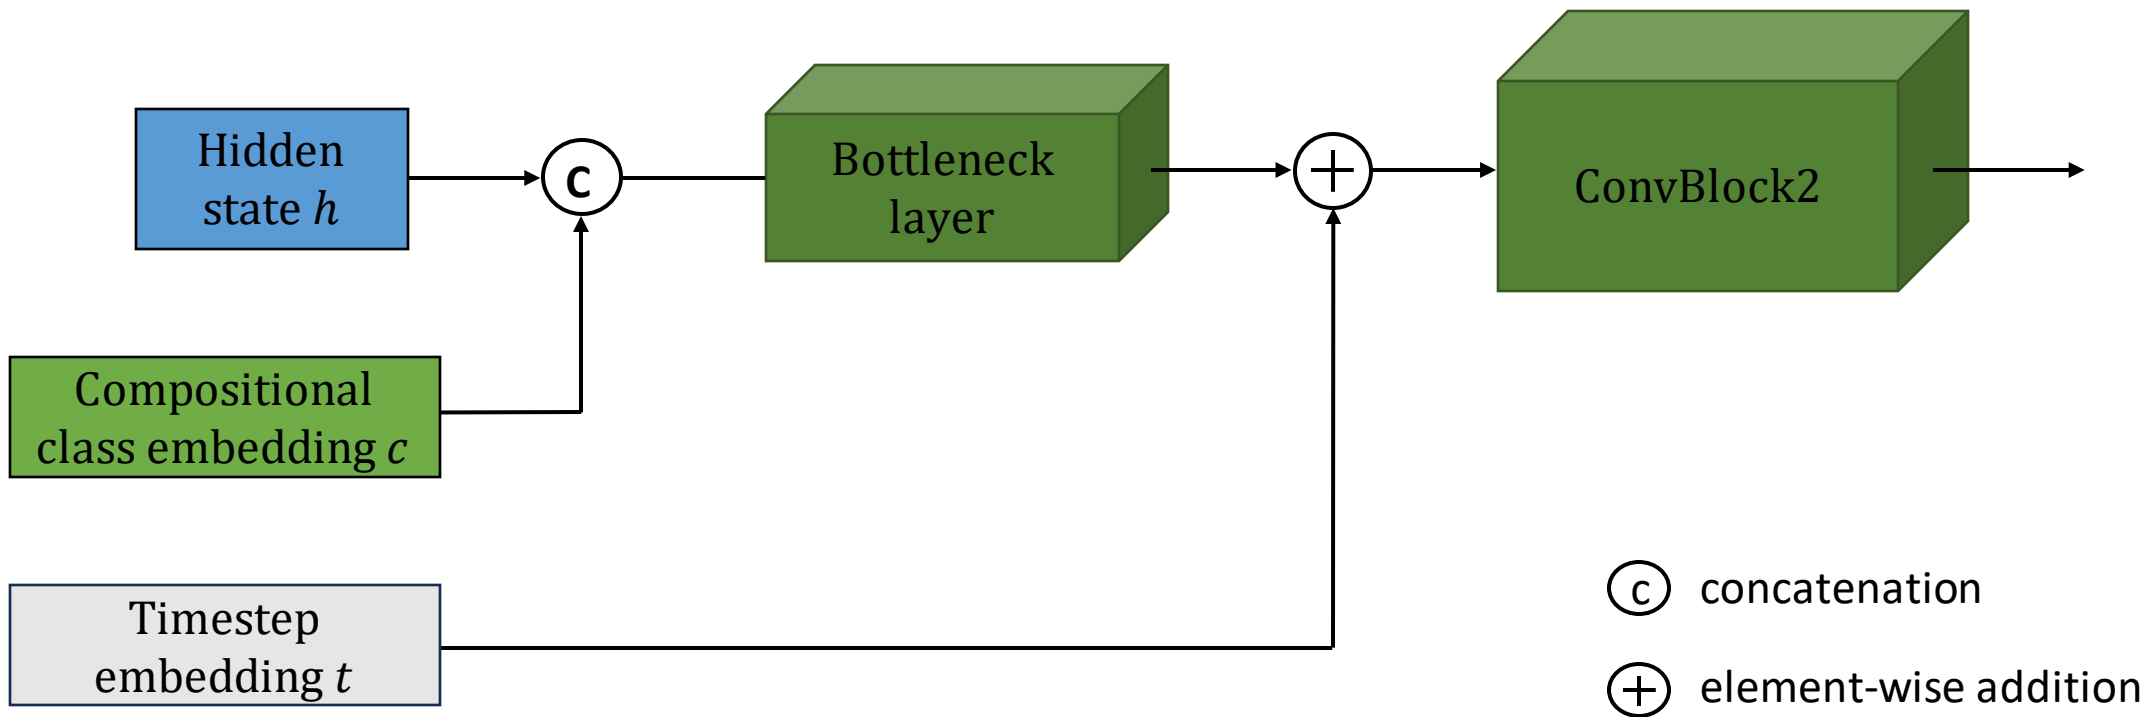 Hidden
state h
C
Bottleneck
layer
+
ConvBlock2
Compositional
class embedding c
Timestep
embedding t
c concatenation
+ element-wise addition